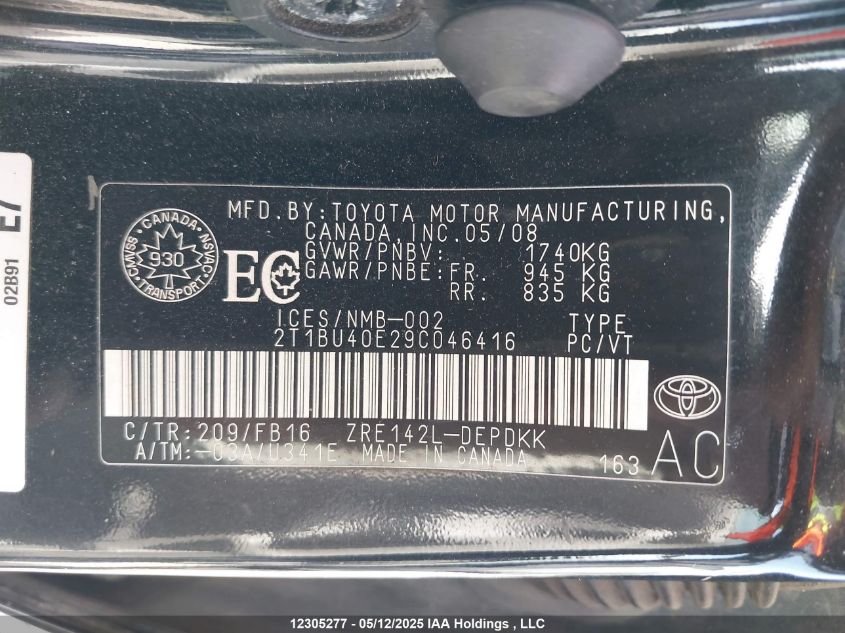 MFD. BY: TOYOTA MOTOR MANUFACTURING,
CANADA, INC. 05/08
GVWR/PNBV: 1740KG
GAWR/PNBE: FR. 945 KG
RR. 835 KG
CANADA
CMVSS 930 NSVAC
TRANSPORT
EC
ICES/NMB-002 TYPE
2T1BU40E29C046416 PC/VT
C/TR: 209/FB16 ZRE142L-DEPDKK
A/TM: -03A/U341E MADE IN CANADA
163 AC
02B91 E7
12305277 - 05/12/2025 IAA Holdings , LLC